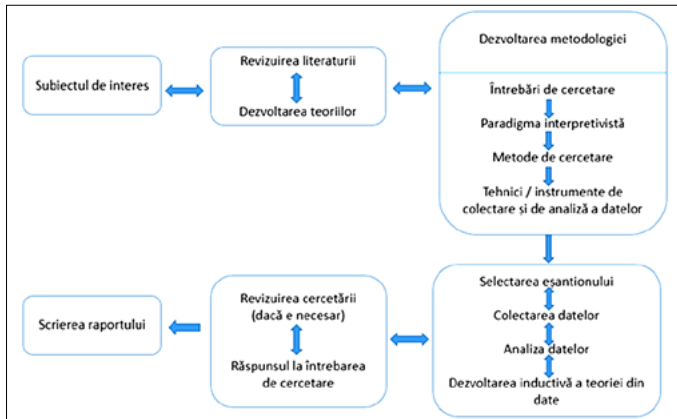 Subiectul de interes
Revizuirea literaturii
Dezvoltarea teoriilor
Dezvoltarea metodologiei
Întrebări de cercetare
Paradigma interpretivistă
Metode de cercetare
Tehnici / instrumente de
colectare și de analiză a datelor
Scrierea raportului
Revizuirea cercetării
(dacă e necesar)
Răspunsul la întrebarea
de cercetare
Selectarea eșantionului
Colectarea datelor
Analiza datelor
Dezvoltarea inductivă a teoriei din
date